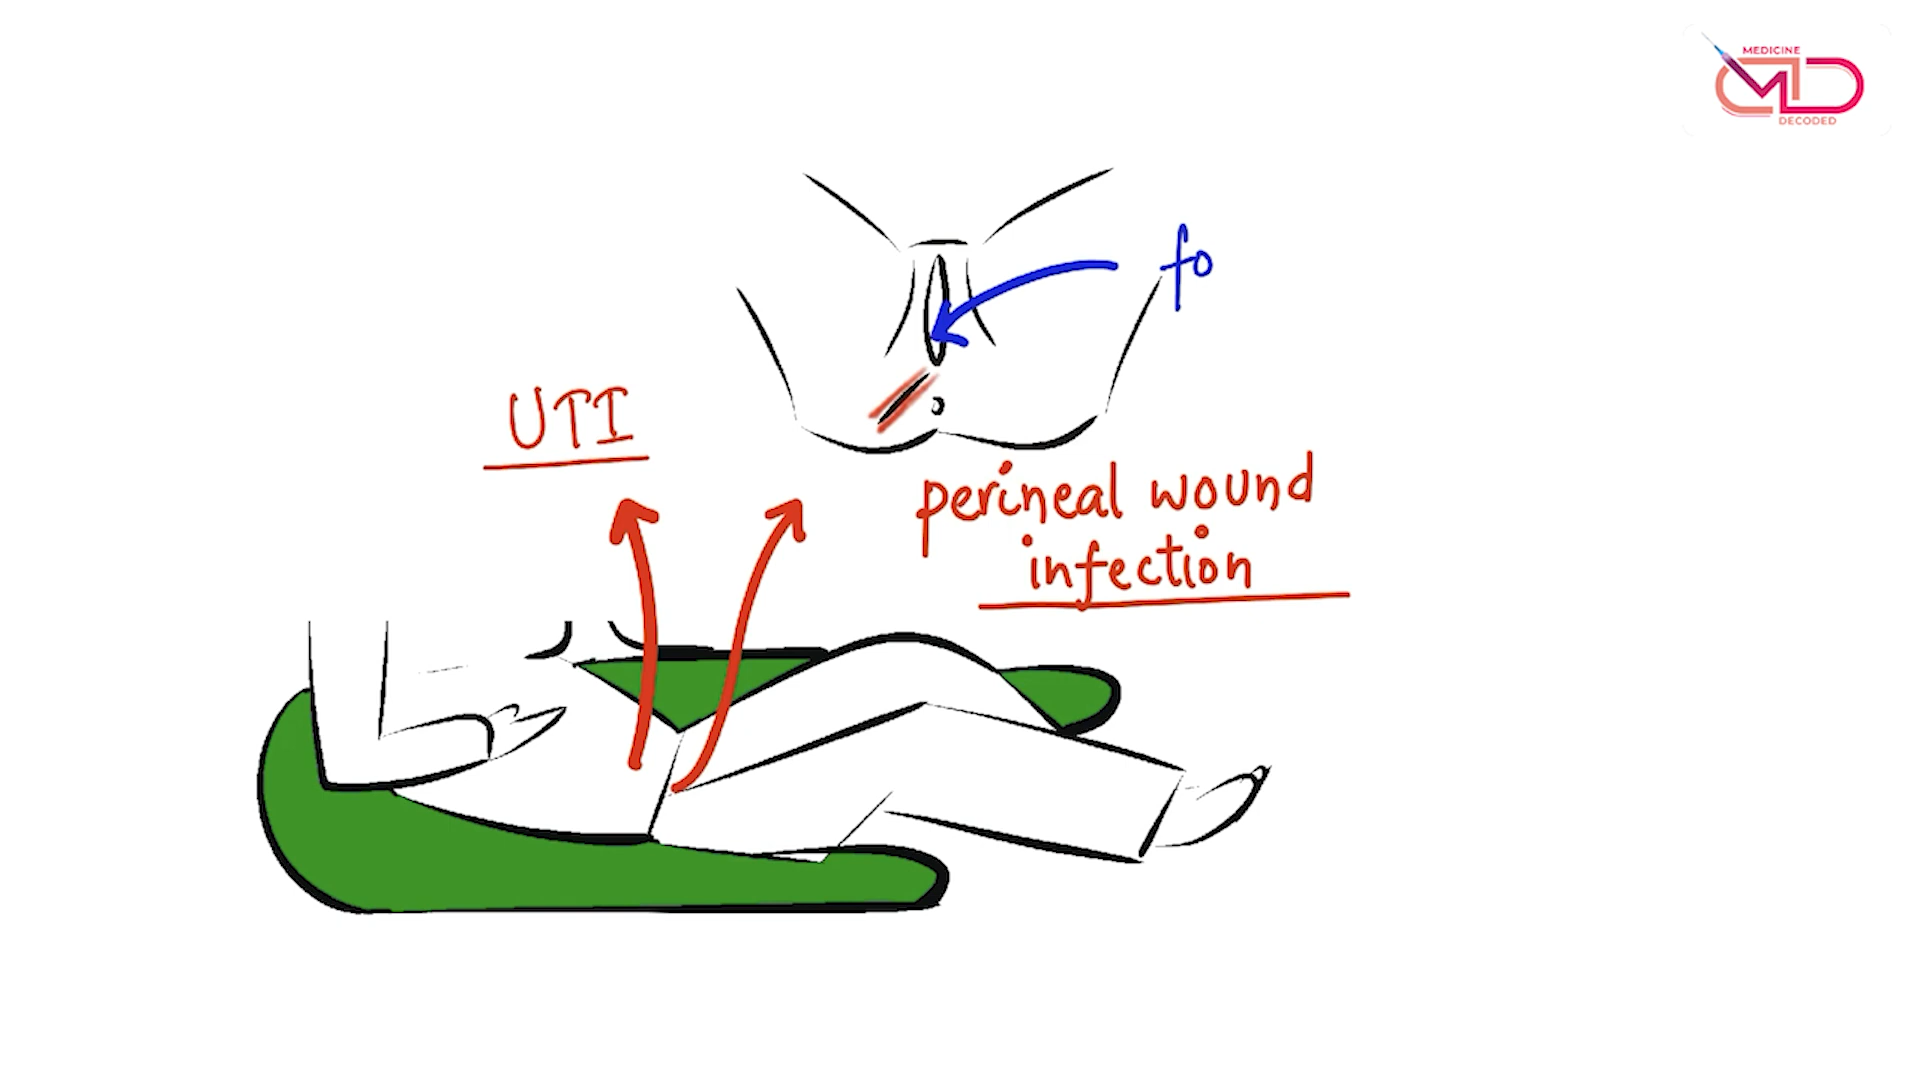 MEDICINE
DECODED
fo
UTI
perineal wound
infection